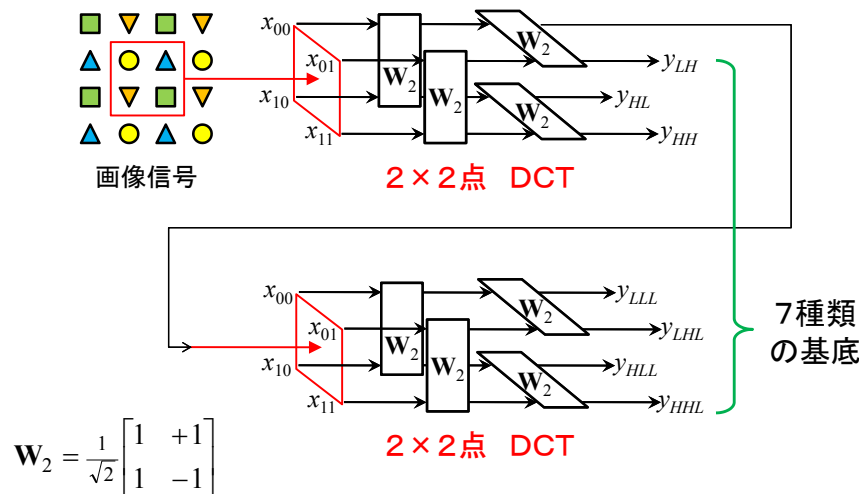 x00
x01
x10
x11
W2
W2
W2
W2
yLH
yHL
yHH
画像信号
２×２点 ＤＣＴ
x00
x01
x10
x11
W2
W2
W2
W2
yLLL
yLHL
yHLL
yHHL
７種類
の基底
２×２点 ＤＣＴ
W2 = 1/√2 [1 +1
1 −1]